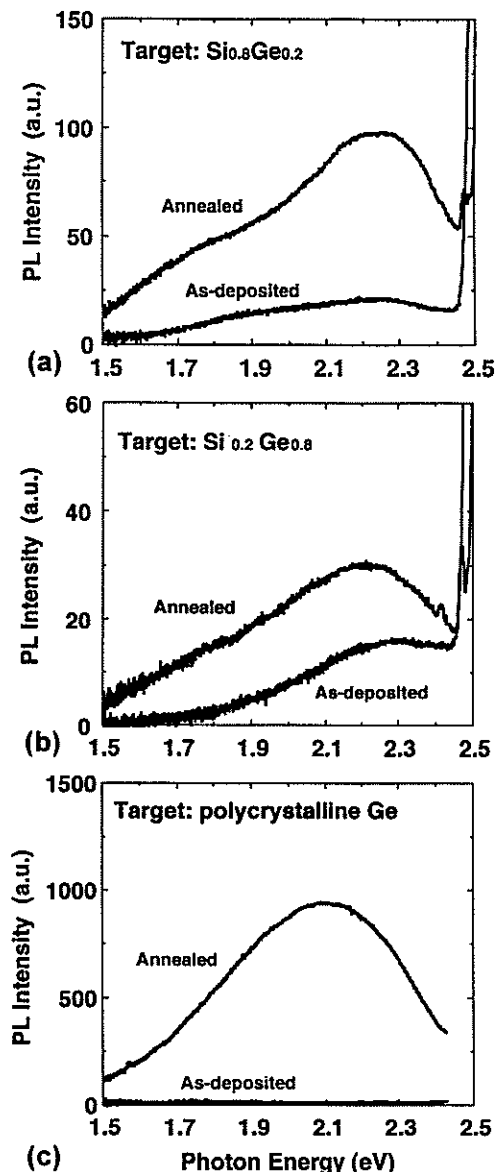 150
Target: Si0.8Ge0.2
100
Annealed
50
As-deposited
0
PL Intensity (a.u.)
(a)
1.5 1.7 1.9 2.1 2.3 2.5
60
Target: Si 0.2 Ge0.8
40
Annealed
20
As-deposited
0
PL Intensity (a.u.)
(b)
1.5 1.7 1.9 2.1 2.3 2.5
1500
Target: polycrystalline Ge
1000
Annealed
500
As-deposited
0
PL Intensity (a.u.)
(c)
1.5 1.7 1.9 2.1 2.3 2.5
Photon Energy (eV)